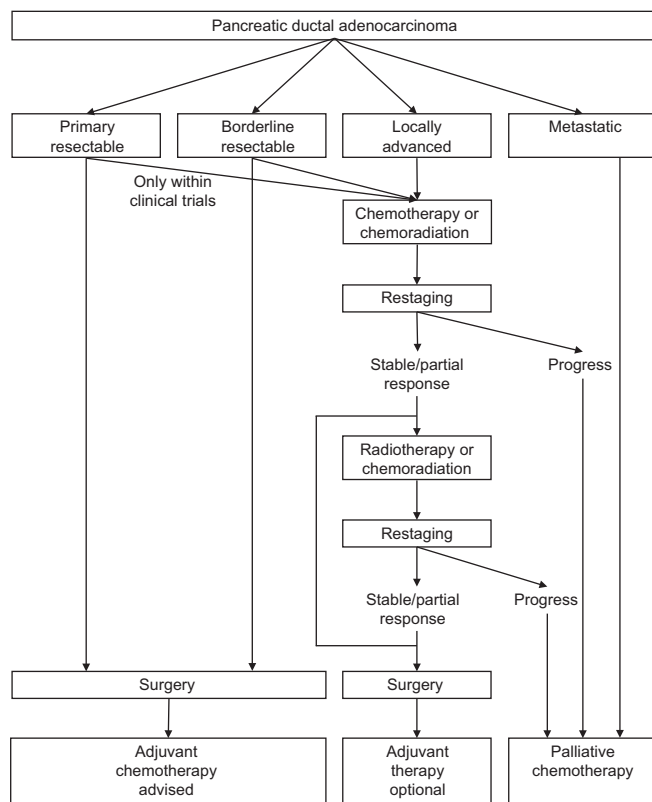 Pancreatic ductal adenocarcinoma
Primary
resectable
Borderline
resectable
Locally
advanced
Metastatic
Only within
clinical trials
Chemotherapy or
chemoradiation
Restaging
Stable/partial
response
Progress
Radiotherapy or
chemoradiation
Restaging
Stable/partial
response
Progress
Surgery
Surgery
Adjuvant
chemotherapy
advised
Adjuvant
therapy
optional
Palliative
chemotherapy